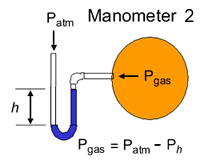 Manometer 2
Patm
Pgas
h
Pgas = Patm − Ph